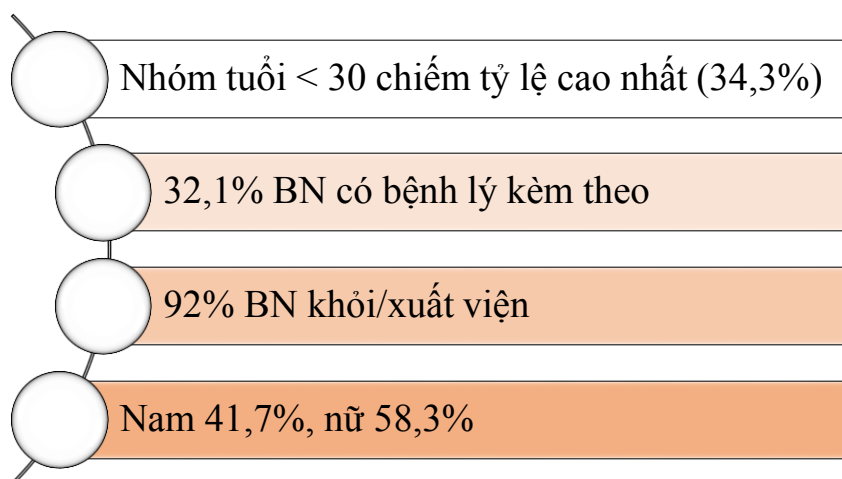 Nhóm tuổi < 30 chiếm tỷ lệ cao nhất (34,3%)
32,1% BN có bệnh lý kèm theo
92% BN khỏi/xuất viện
Nam 41,7%, nữ 58,3%